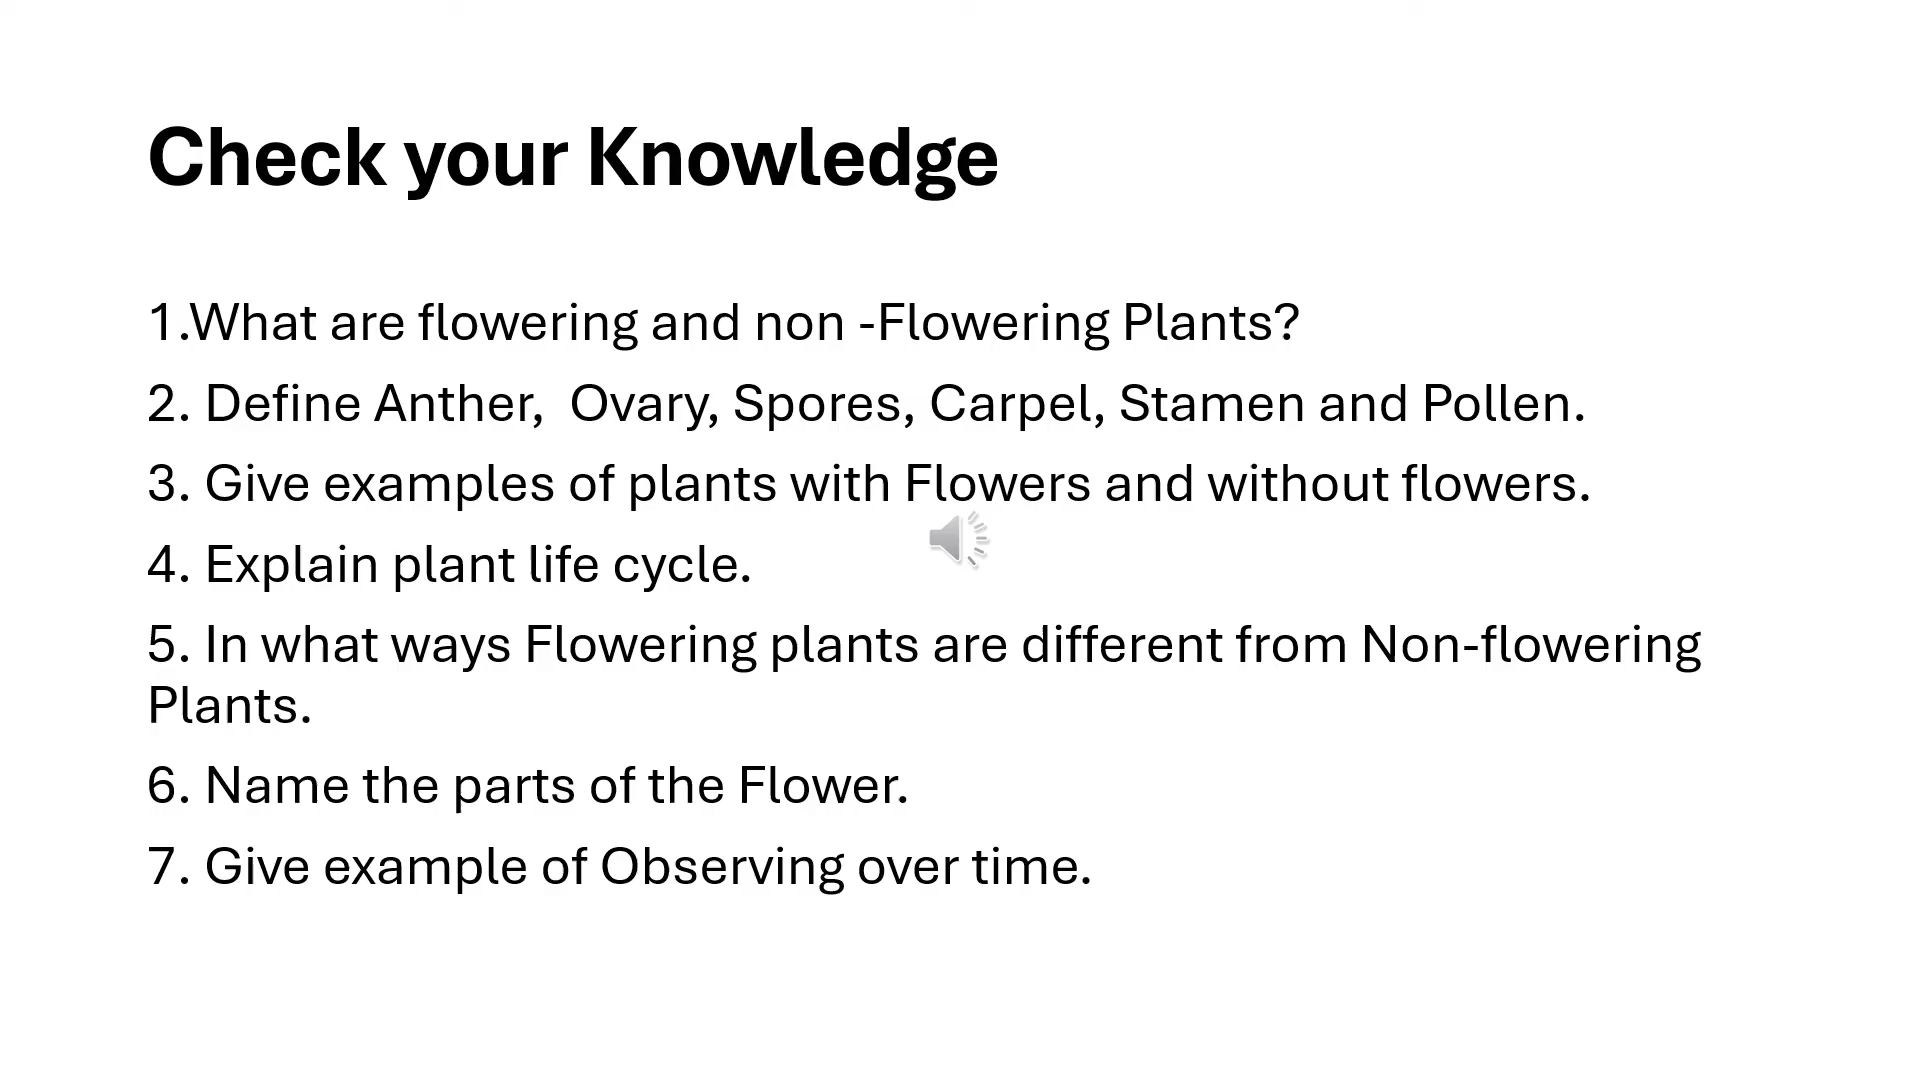 Check your Knowledge
1.What are flowering and non -Flowering Plants?
2. Define Anther,  Ovary, Spores, Carpel, Stamen and Pollen.
3. Give examples of plants with Flowers and without flowers.
4. Explain plant life cycle.
5. In what ways Flowering plants are different from Non-flowering
Plants.
6. Name the parts of the Flower.
7. Give example of Observing over time.